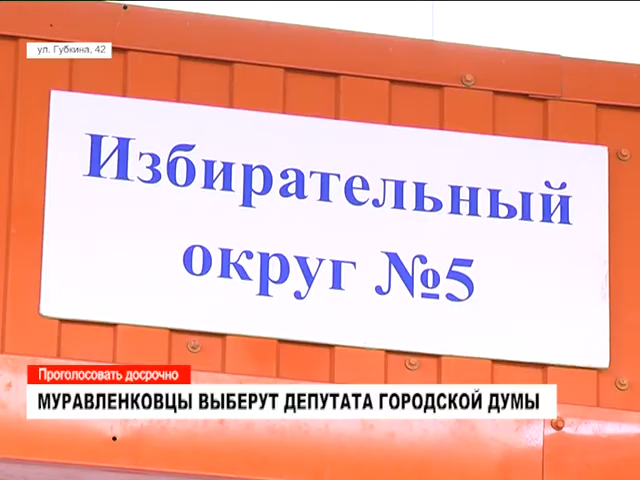 ул. Губкина, 42
Избирательный
округ №5
Проголосовать досрочно
МУРАВЛЕНКОВЦЫ ВЫБЕРУТ ДЕПУТАТА ГОРОДСКОЙ ДУМЫ